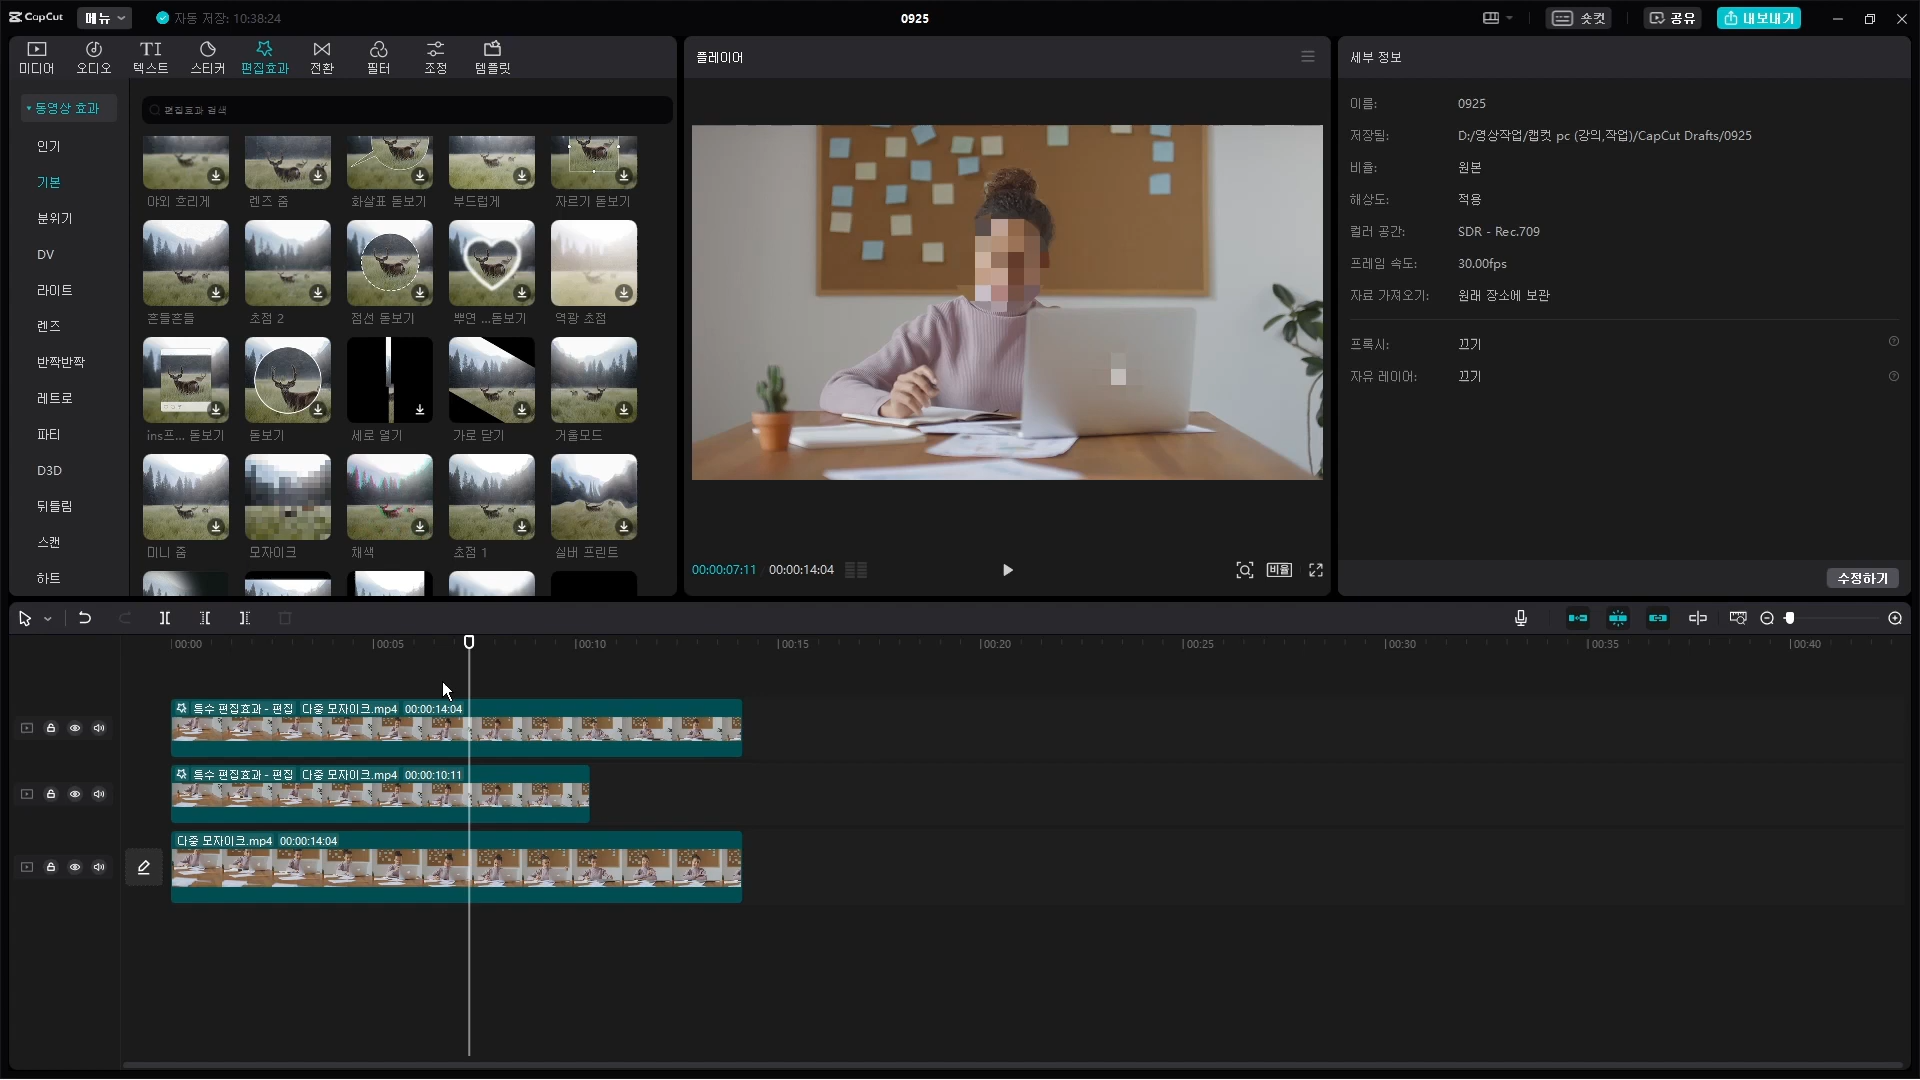 CapCut
메뉴
자동 저장: 10:38:24
0925
숏컷
공유
내보내기
미디어
오디오
텍스트
스티커
편집효과
전환
필터
조정
템플릿
플레이어
세부 정보
동영상 효과
인기
기본
분위기
DV
라이트
렌즈
반짝반짝
레트로
파티
D3D
뒤틀림
스캔
하트
편집효과 검색
야외 흐리게
렌즈 줌
화살표 돋보기
부드럽게
자르기 돋보기
흔들흔들
초점 2
점선 돋보기
뿌연 ...돋보기
역광 초점
ins프... 돋보기
돋보기
세로 열기
가로 닫기
거울모드
미니 줌
모자이크
채색
초점 1
실버 프린트
00:00:07:11
00:00:14:04
비율
이름:
0925
저장됨:
D:/영상작업/캡컷 pc (강의,작업)/CapCut Drafts/0925
비율:
원본
해상도:
적용
컬러 공간:
SDR - Rec.709
프레임 속도:
30.00fps
자료 가져오기:
원래 장소에 보관
프록시:
끄기
자유 레이어:
끄기
수정하기
00:00
00:05
00:10
00:15
00:20
00:25
00:30
00:35
00:40
특수 편집효과 - 편집 다중 모자이크.mp4 00:00:14:04
특수 편집효과 - 편집 다중 모자이크.mp4 00:00:10:11
다중 모자이크.mp4 00:00:14:04